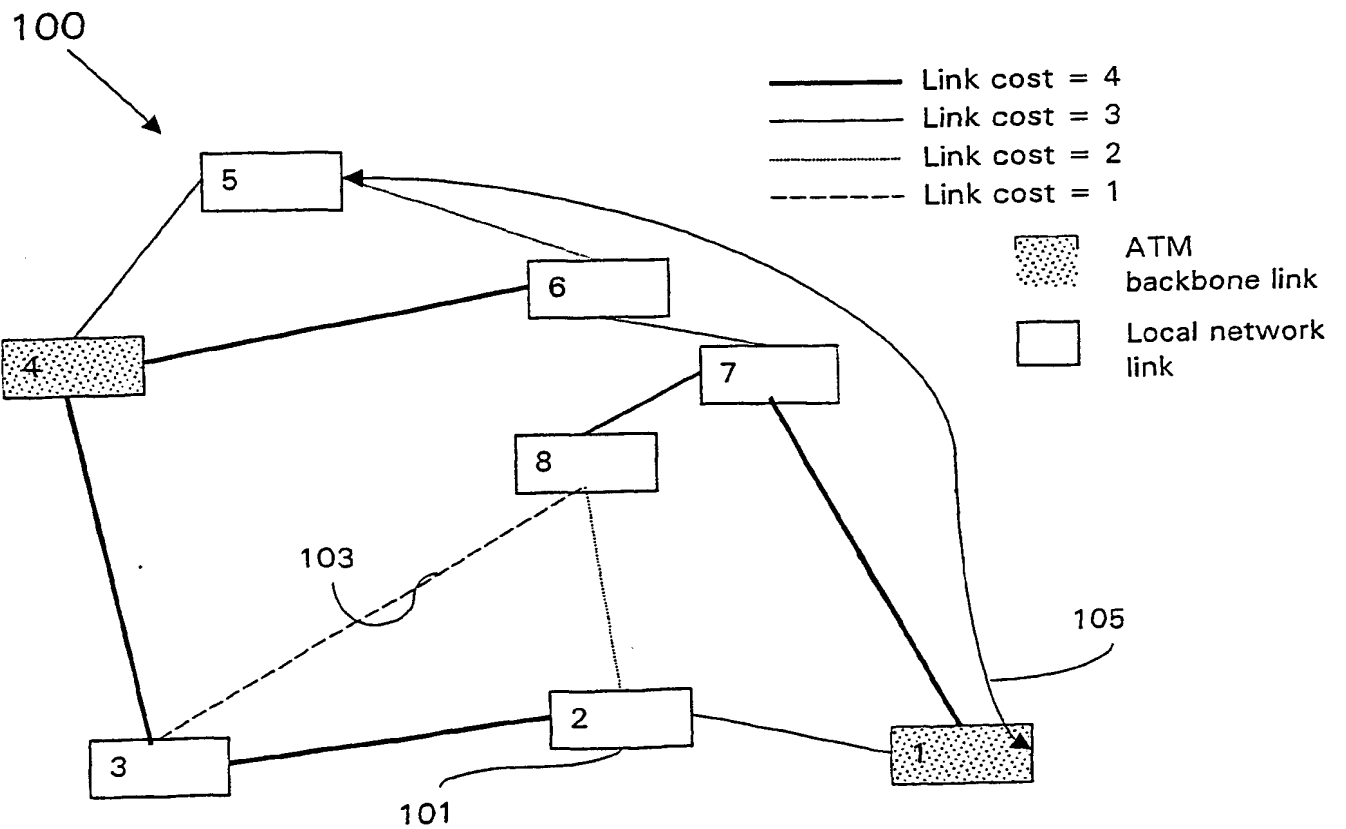 100
Link cost = 4
Link cost = 3
Link cost = 2
Link cost = 1
5
ATM
backbone link
6
Local network
link
4
7
8
103
105
2
1
3
101